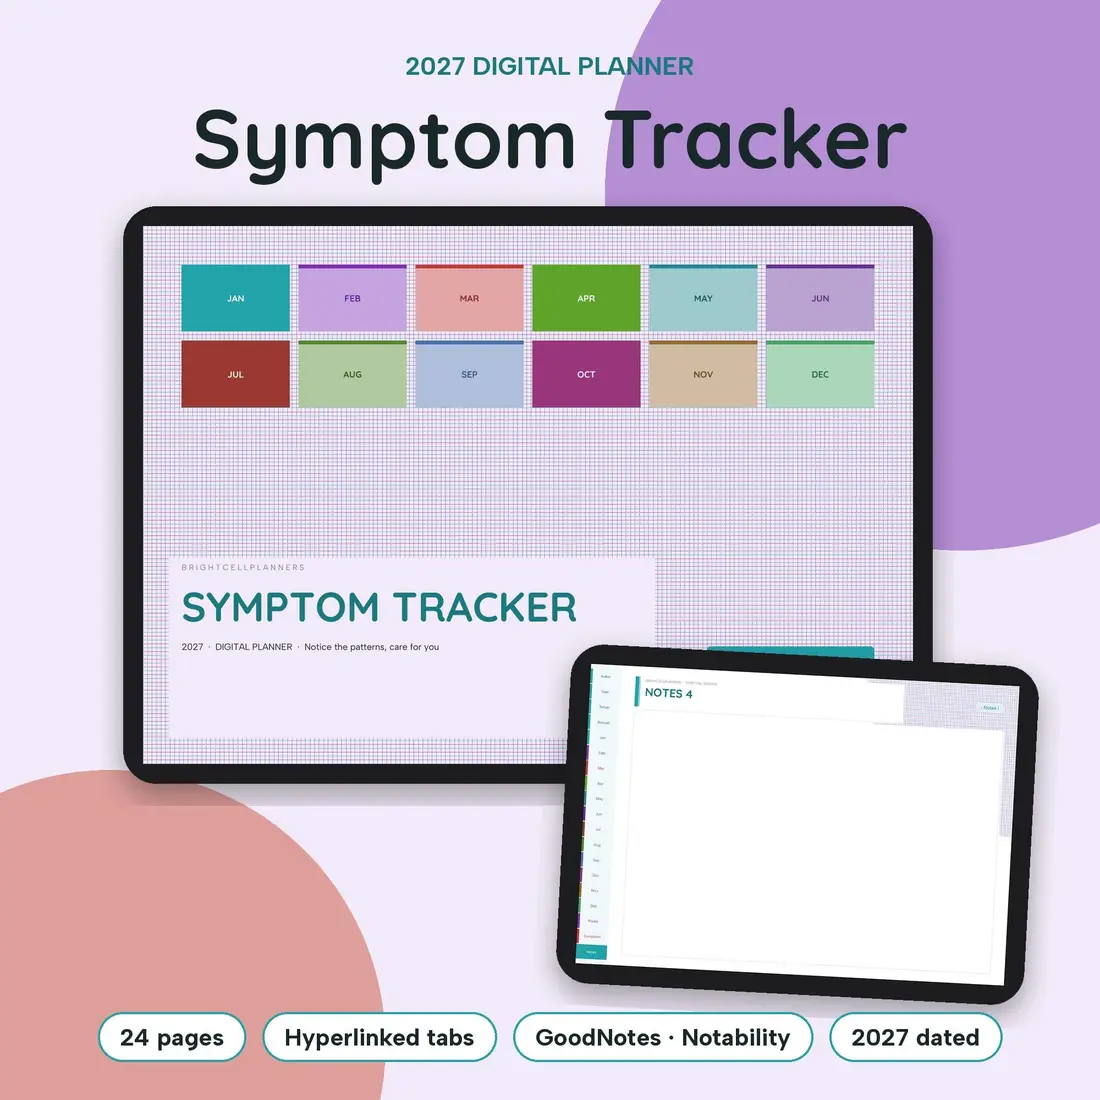 2027 DIGITAL PLANNER
Symptom Tracker
JAN FEB MAR APR MAY JUN
JUL AUG SEP OCT NOV DEC
BRIGHTCELLPLANNERS
SYMPTOM TRACKER
2027 · DIGITAL PLANNER · Notice the patterns, care for you
NOTES 4
24 pages
Hyperlinked tabs
GoodNotes · Notability
2027 dated